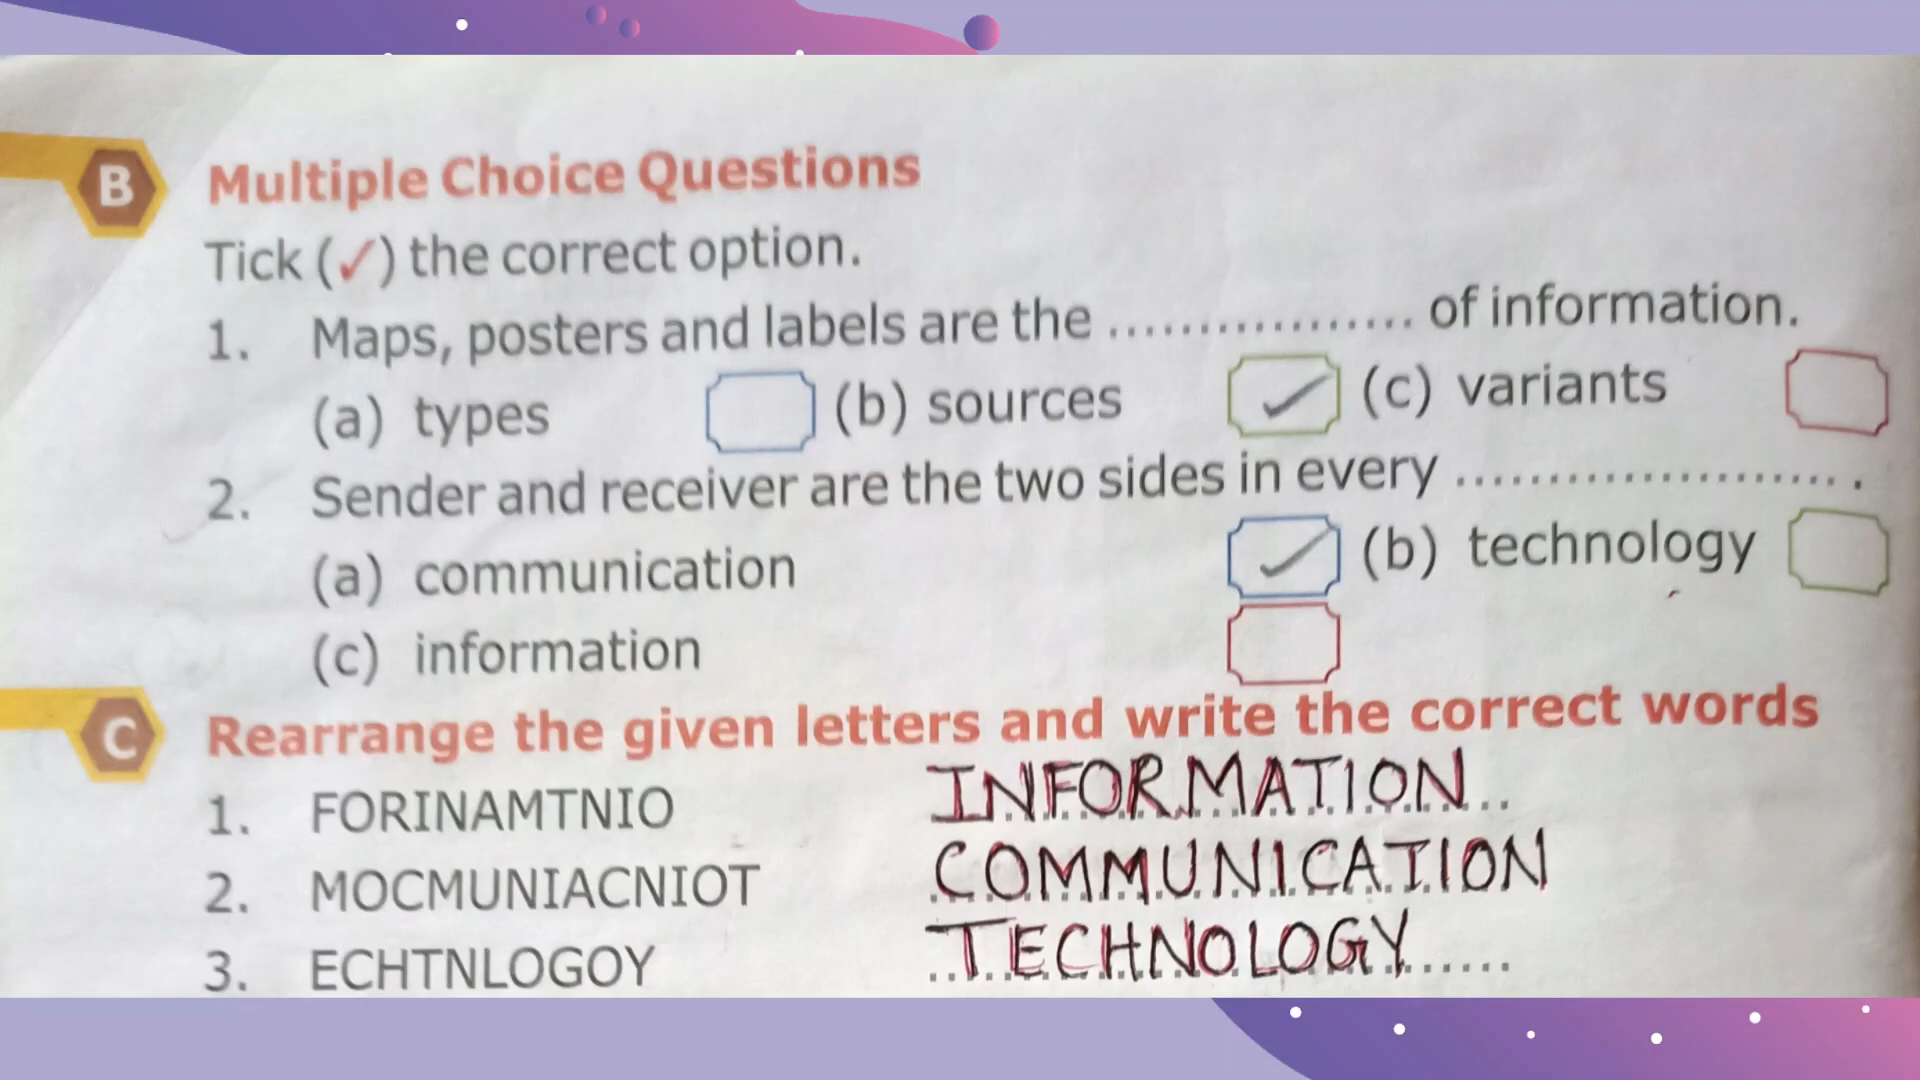 B Multiple Choice Questions
Tick (✓) the correct option.
1. Maps, posters and labels are the ................. of information.
(a) types (b) sources ✓ (c) variants
2. Sender and receiver are the two sides in every ..................... .
(a) communication ✓ (b) technology
(c) information
C Rearrange the given letters and write the correct words
1. FORINAMTNIO INFORMATION
2. MOCMUNIACNIOT COMMUNICATION
3. ECHTNLOGOY TECHNOLOGY